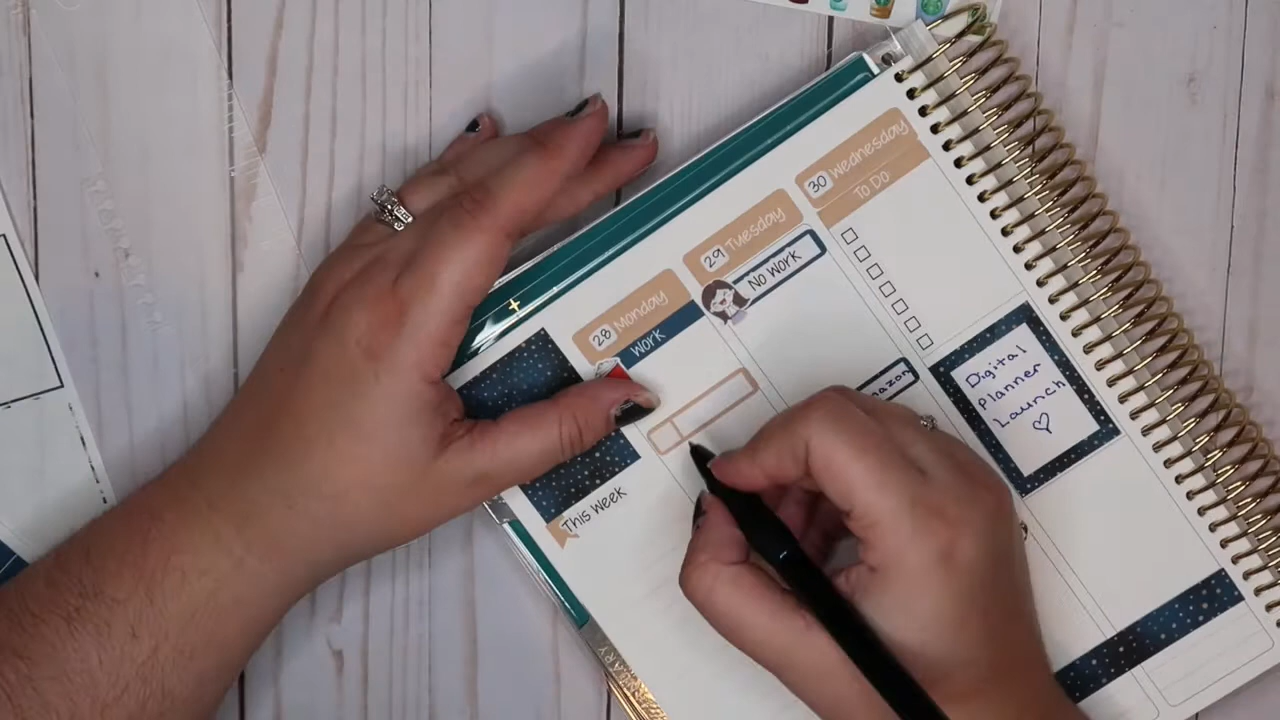 28 Monday
Work
This Week
29 Tuesday
No Work
30 Wednesday
To Do
Digital
Planner
Launch